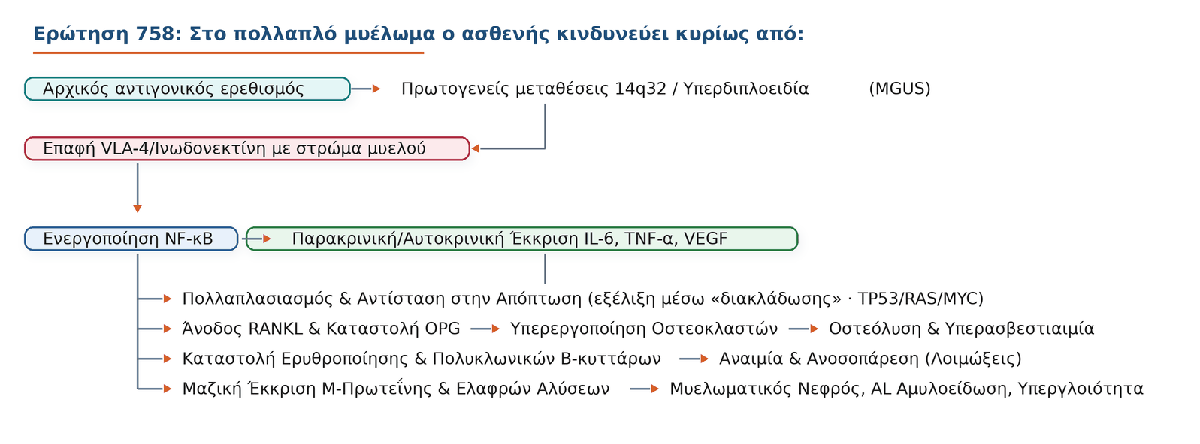 Ερώτηση 758: Στο πολλαπλό μυέλωμα ο ασθενής κινδυνεύει κυρίως από:
Αρχικός αντιγονικός ερεθισμός Πρωτογενείς μεταθέσεις 14q32 / Υπερδιπλοειδία (MGUS)
Επαφή VLA-4/Ινωδονεκτίνη με στρώμα μυελού
Ενεργοποίηση NF-κB Παρακρινική/Αυτοκρινική Έκκριση IL-6, TNF-α, VEGF
Πολλαπλασιασμός & Αντίσταση στην Απόπτωση (εξέλιξη μέσω «διακλάδωσης» · TP53/RAS/MYC)
Άνοδος RANKL & Καταστολή OPG Υπερεργοποίηση Οστεοκλαστών Οστεόλυση & Υπερασβεστιαιμία
Καταστολή Ερυθροποίησης & Πολυκλωνικών Β-κυττάρων Αναιμία & Ανοσοπάρεση (Λοιμώξεις)
Μαζική Έκκριση Μ-Πρωτεΐνης & Ελαφρών Αλύσεων Μυελωματικός Νεφρός, AL Αμυλοείδωση, Υπεργλοιότητα